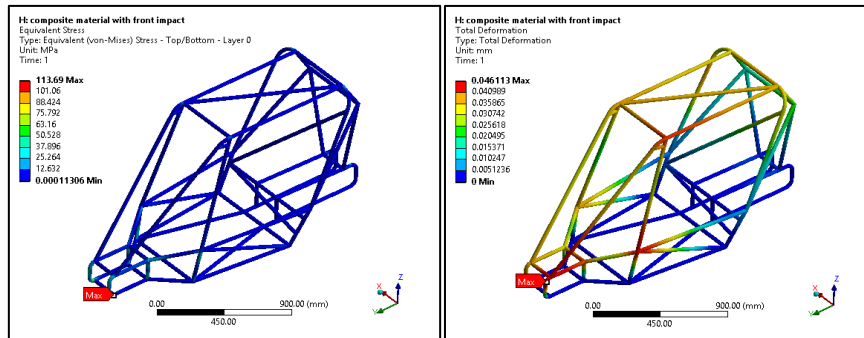 H: composite material with front impact
Equivalent Stress
Type: Equivalent (von-Mises) Stress - Top/Bottom - Layer 0
Unit: MPa
Time: 1
113.69 Max
101.06
88.424
75.792
63.16
50.528
37.896
25.264
12.632
0.00011306 Min
Max
0.00
900.00 (mm)
450.00
X
Y
Z
H: composite material with front impact
Total Deformation
Type: Total Deformation
Unit: mm
Time: 1
0.046113 Max
0.040989
0.035865
0.030742
0.025618
0.020495
0.015371
0.010247
0.0051236
0 Min
Max
0.00
900.00 (mm)
450.00
X
Y
Z